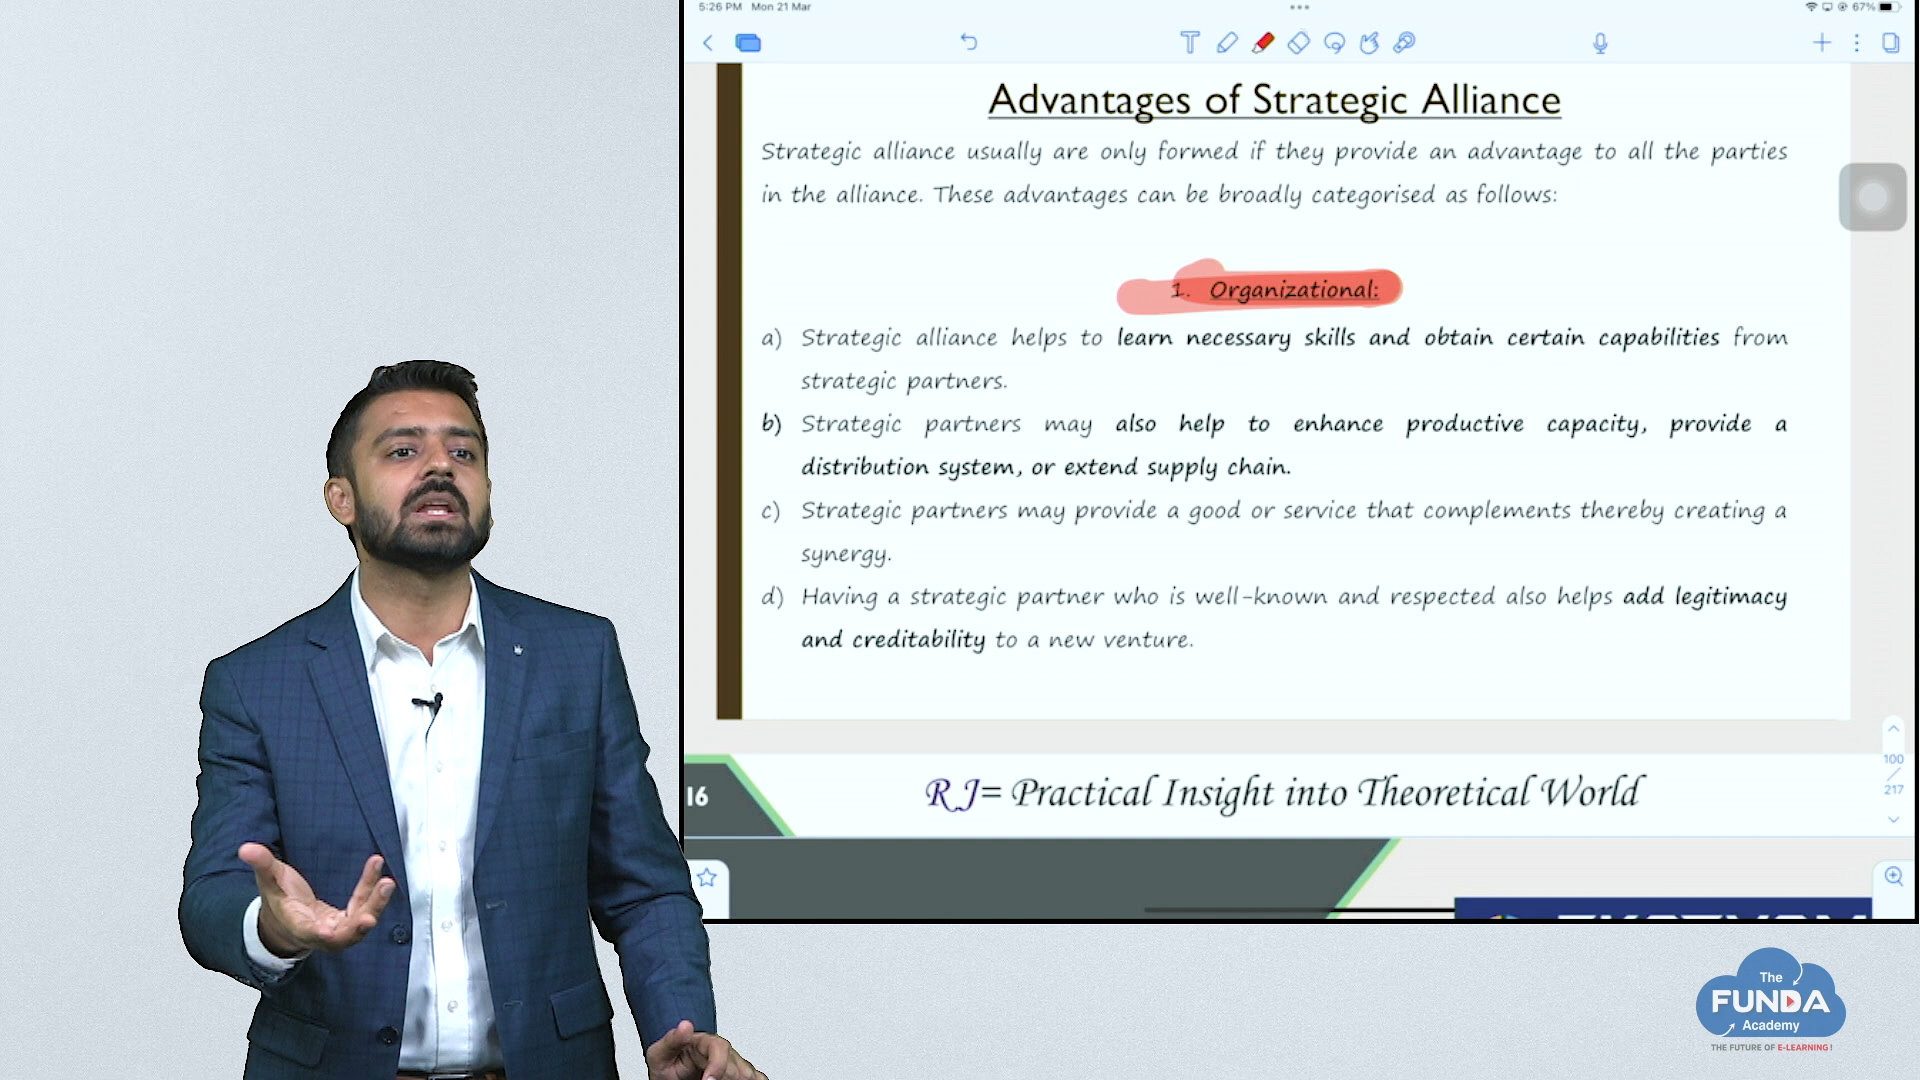 5:26 PM Mon 21 Mar
67%
Advantages of Strategic Alliance
Strategic alliance usually are only formed if they provide an advantage to all the parties
in the alliance. These advantages can be broadly categorised as follows:
1. Organizational:
a) Strategic alliance helps to learn necessary skills and obtain certain capabilities from
strategic partners.
b) Strategic partners may also help to enhance productive capacity, provide a
distribution system, or extend supply chain.
c) Strategic partners may provide a good or service that complements thereby creating a
synergy.
d) Having a strategic partner who is well-known and respected also helps add legitimacy
and creditability to a new venture.
100
217
16
RJ= Practical Insight into Theoretical World
The
FUNDA
Academy
THE FUTURE OF E-LEARNING!